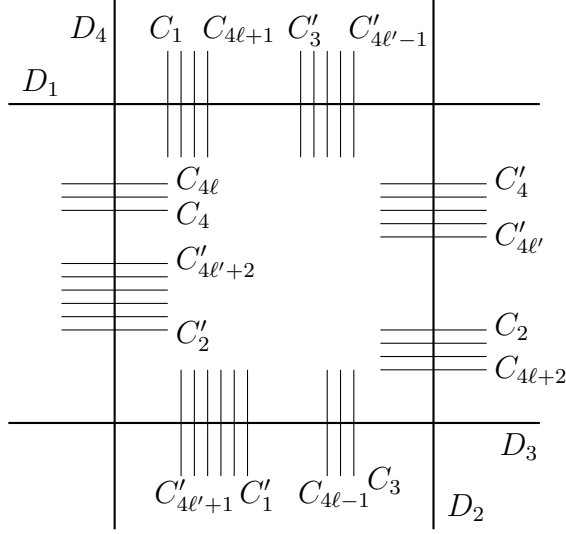 D₄ C₁ C₄ℓ₊₁ C′₃ C′₄ℓ′₋₁
D₁
C₄ℓ C′₄
C₄
C′₄ℓ′
C′₄ℓ′₊₂
C′₂ C₂
C₄ℓ₊₂
D₃
C′₄ℓ′₊₁ C′₁ C₄ℓ₋₁ C₃
D₂